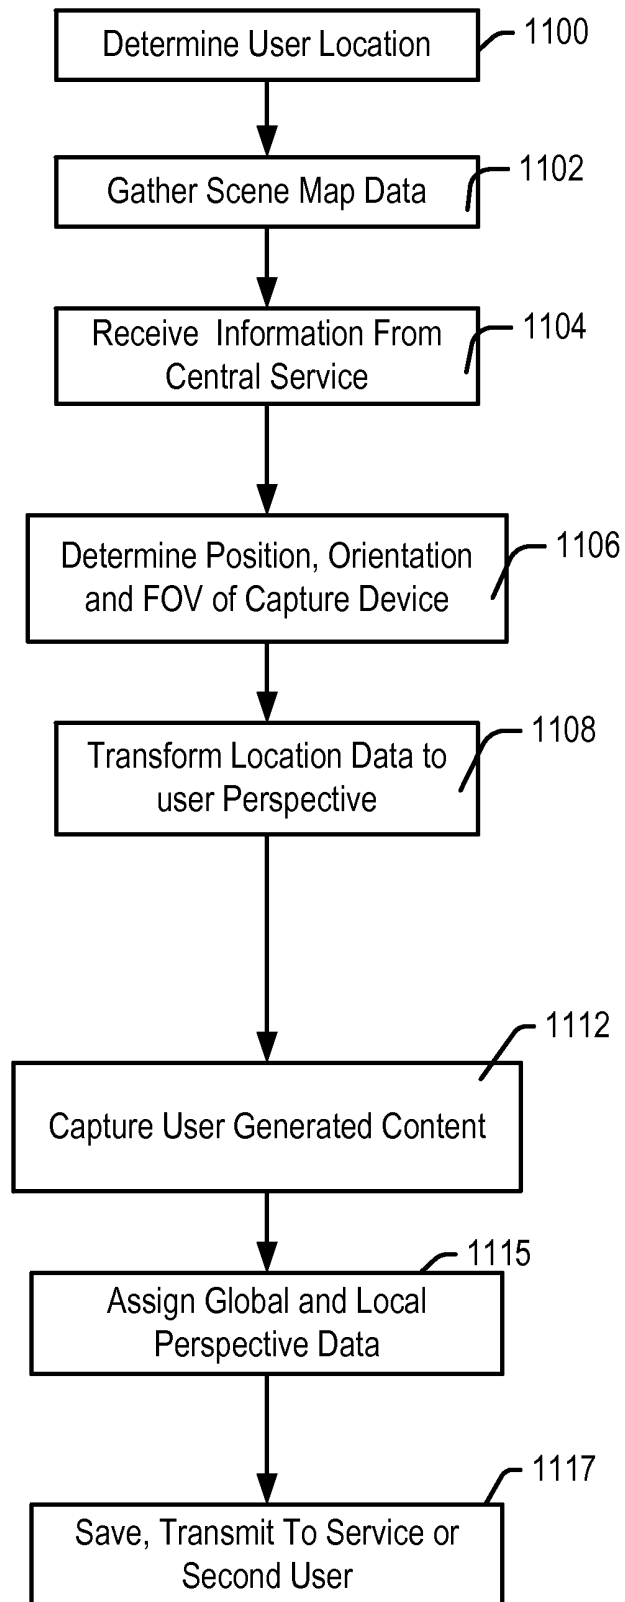 Determine User Location
1100
Gather Scene Map Data
1102
Receive Information From
Central Service
1104
Determine Position, Orientation
and FOV of Capture Device
1106
Transform Location Data to
user Perspective
1108
1112
Capture User Generated Content
1115
Assign Global and Local
Perspective Data
1117
Save, Transmit To Service or
Second User